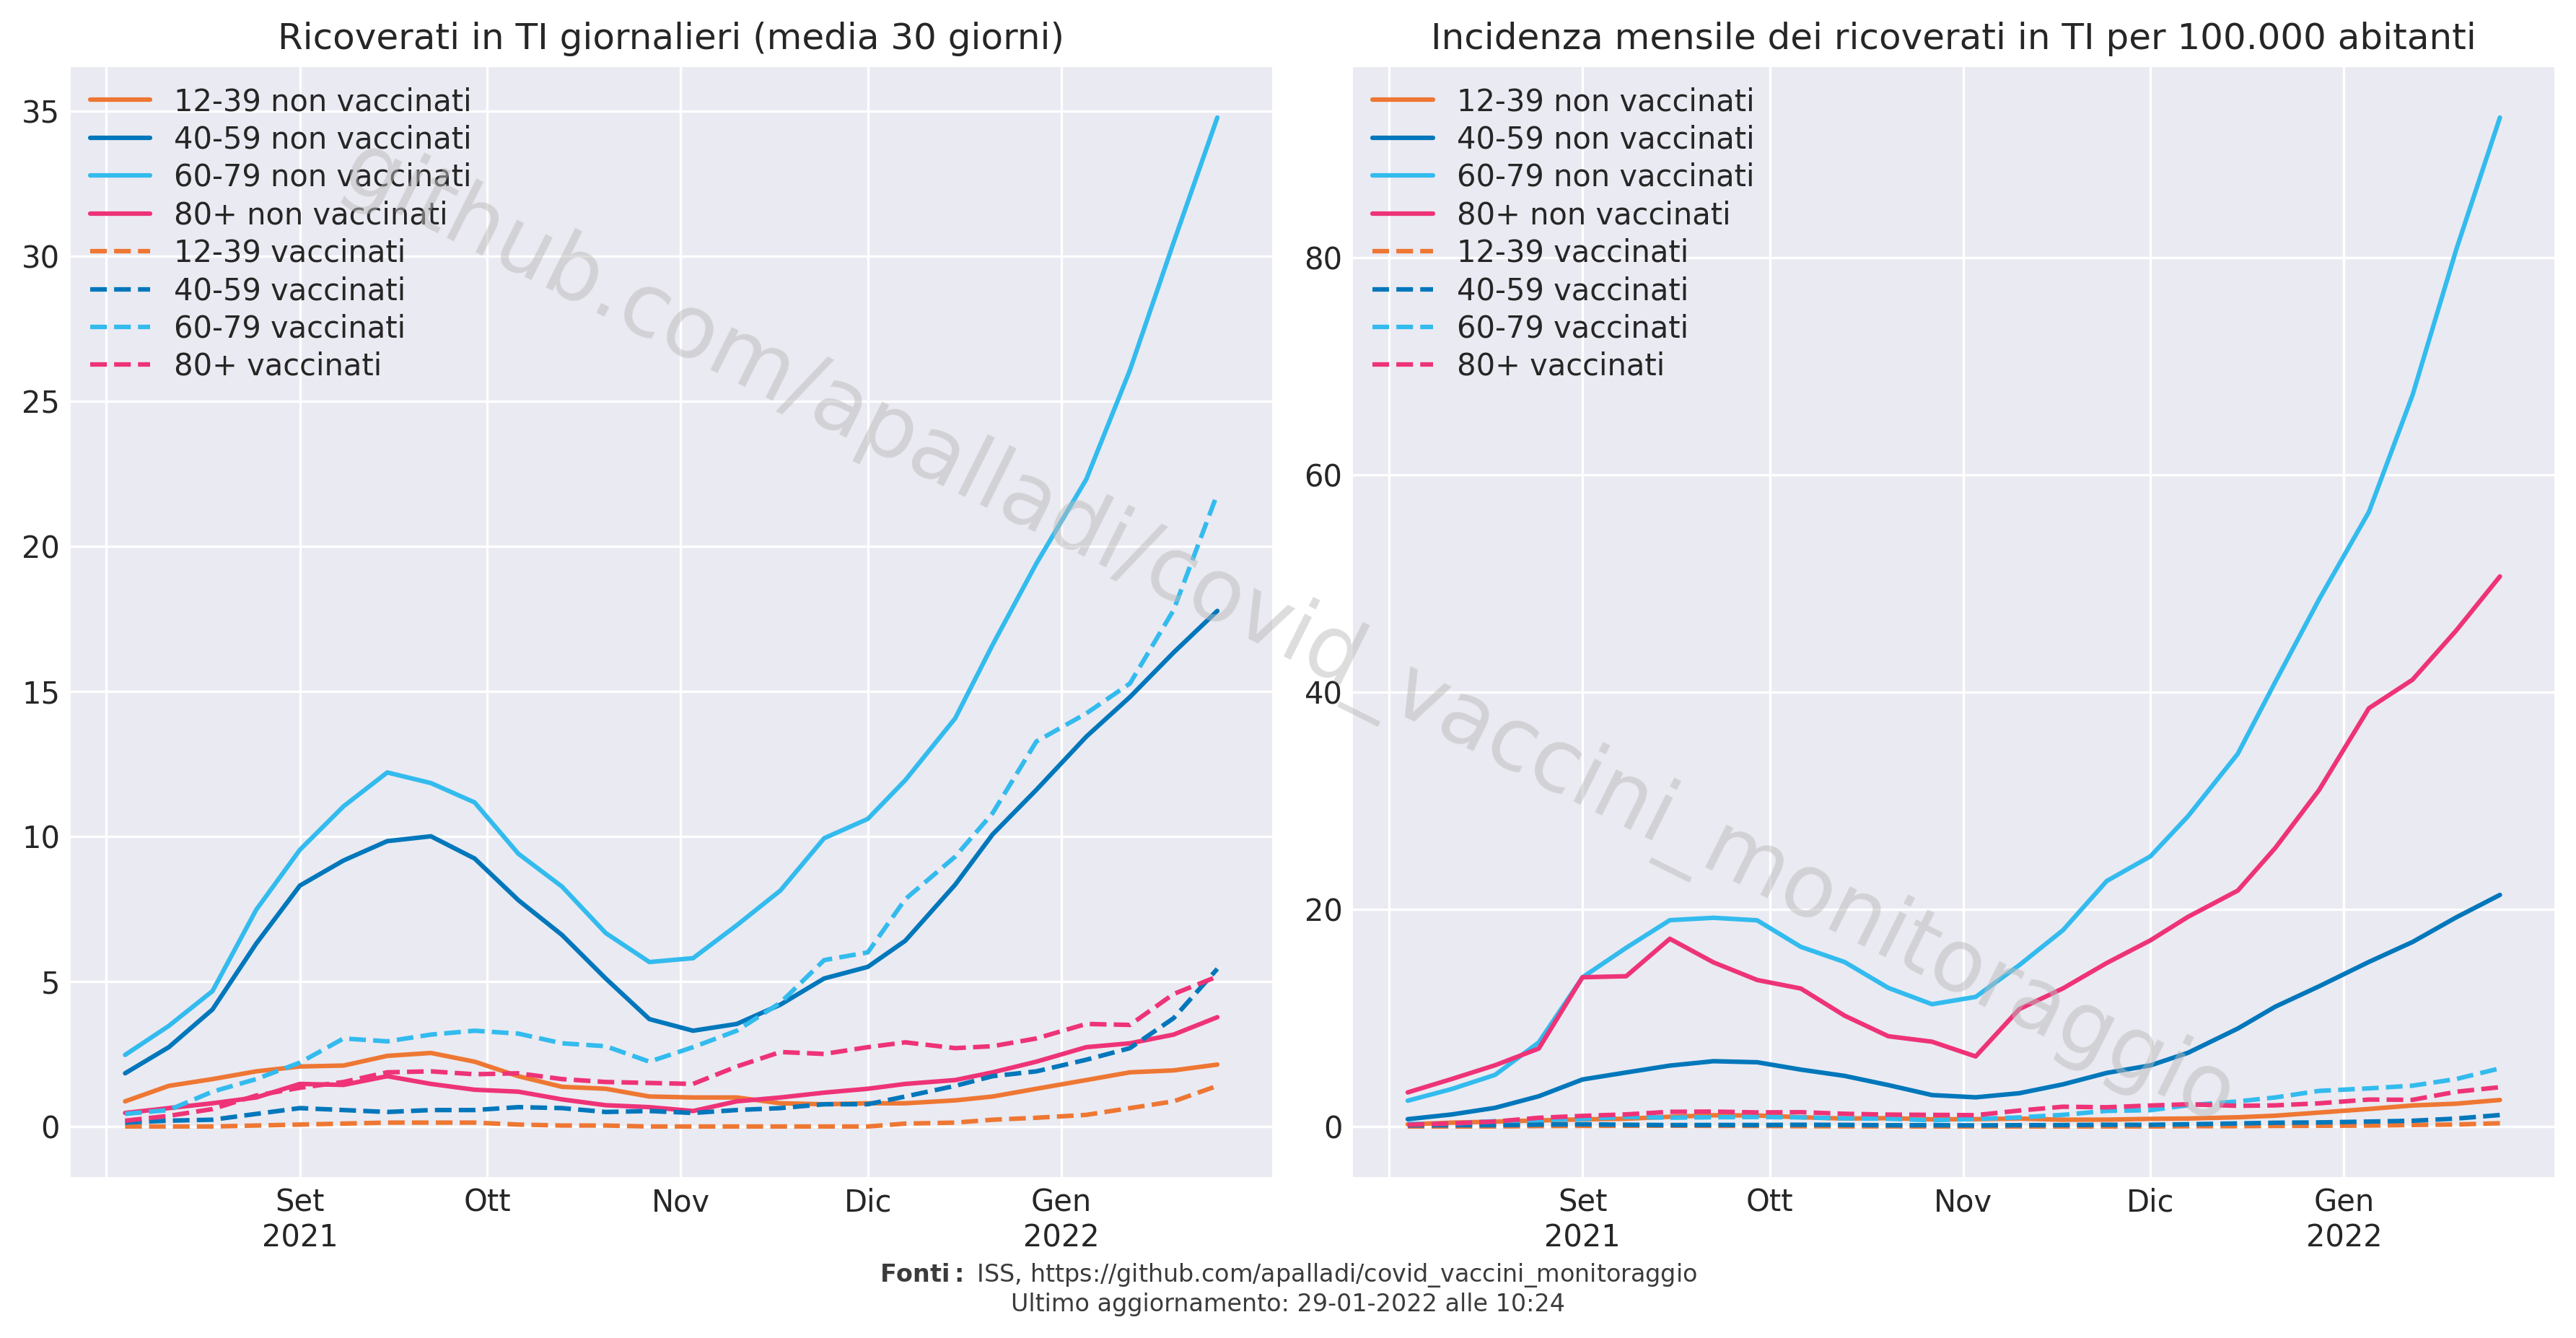 Ricoverati in TI giornalieri (media 30 giorni)
12-39 non vaccinati
40-59 non vaccinati
60-79 non vaccinati
80+ non vaccinati
12-39 vaccinati
40-59 vaccinati
60-79 vaccinati
80+ vaccinati
35
30
25
20
15
10
5
0
Set
2021
Ott
Nov
Dic
Gen
2022
Incidenza mensile dei ricoverati in TI per 100.000 abitanti
12-39 non vaccinati
40-59 non vaccinati
60-79 non vaccinati
80+ non vaccinati
12-39 vaccinati
40-59 vaccinati
60-79 vaccinati
80+ vaccinati
80
60
40
20
0
Set
2021
Ott
Nov
Dic
Gen
2022
github.com/apalladi/covid_vaccini_monitoraggio
Fonti: ISS, https://github.com/apalladi/covid_vaccini_monitoraggio
Ultimo aggiornamento: 29-01-2022 alle 10:24